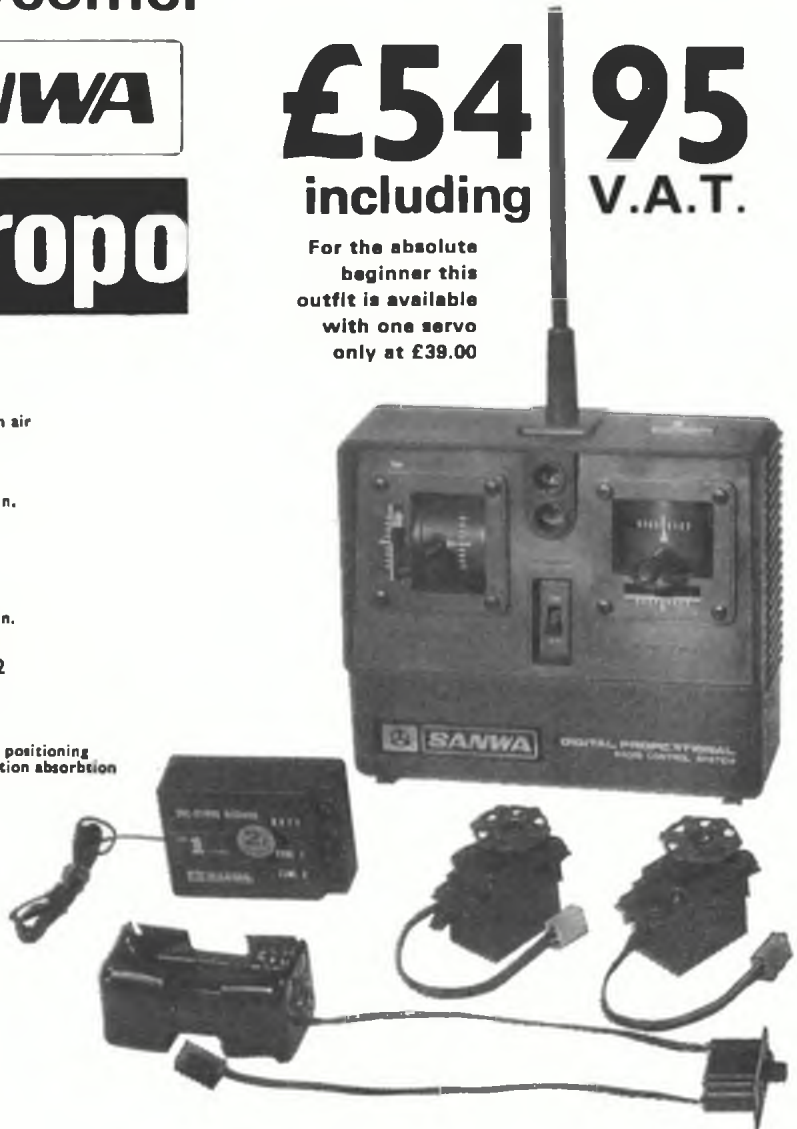 NWA
ropo
£54 95
including V.A.T.
For the absolute
beginner this
outfit is available
with one servo
only at £39.00
n air
n.
n.
2
positioning
tion absorbtion
SANWA
DIGITAL PROPORTIONAL
RADIO CONTROL SYSTEM
SANWA